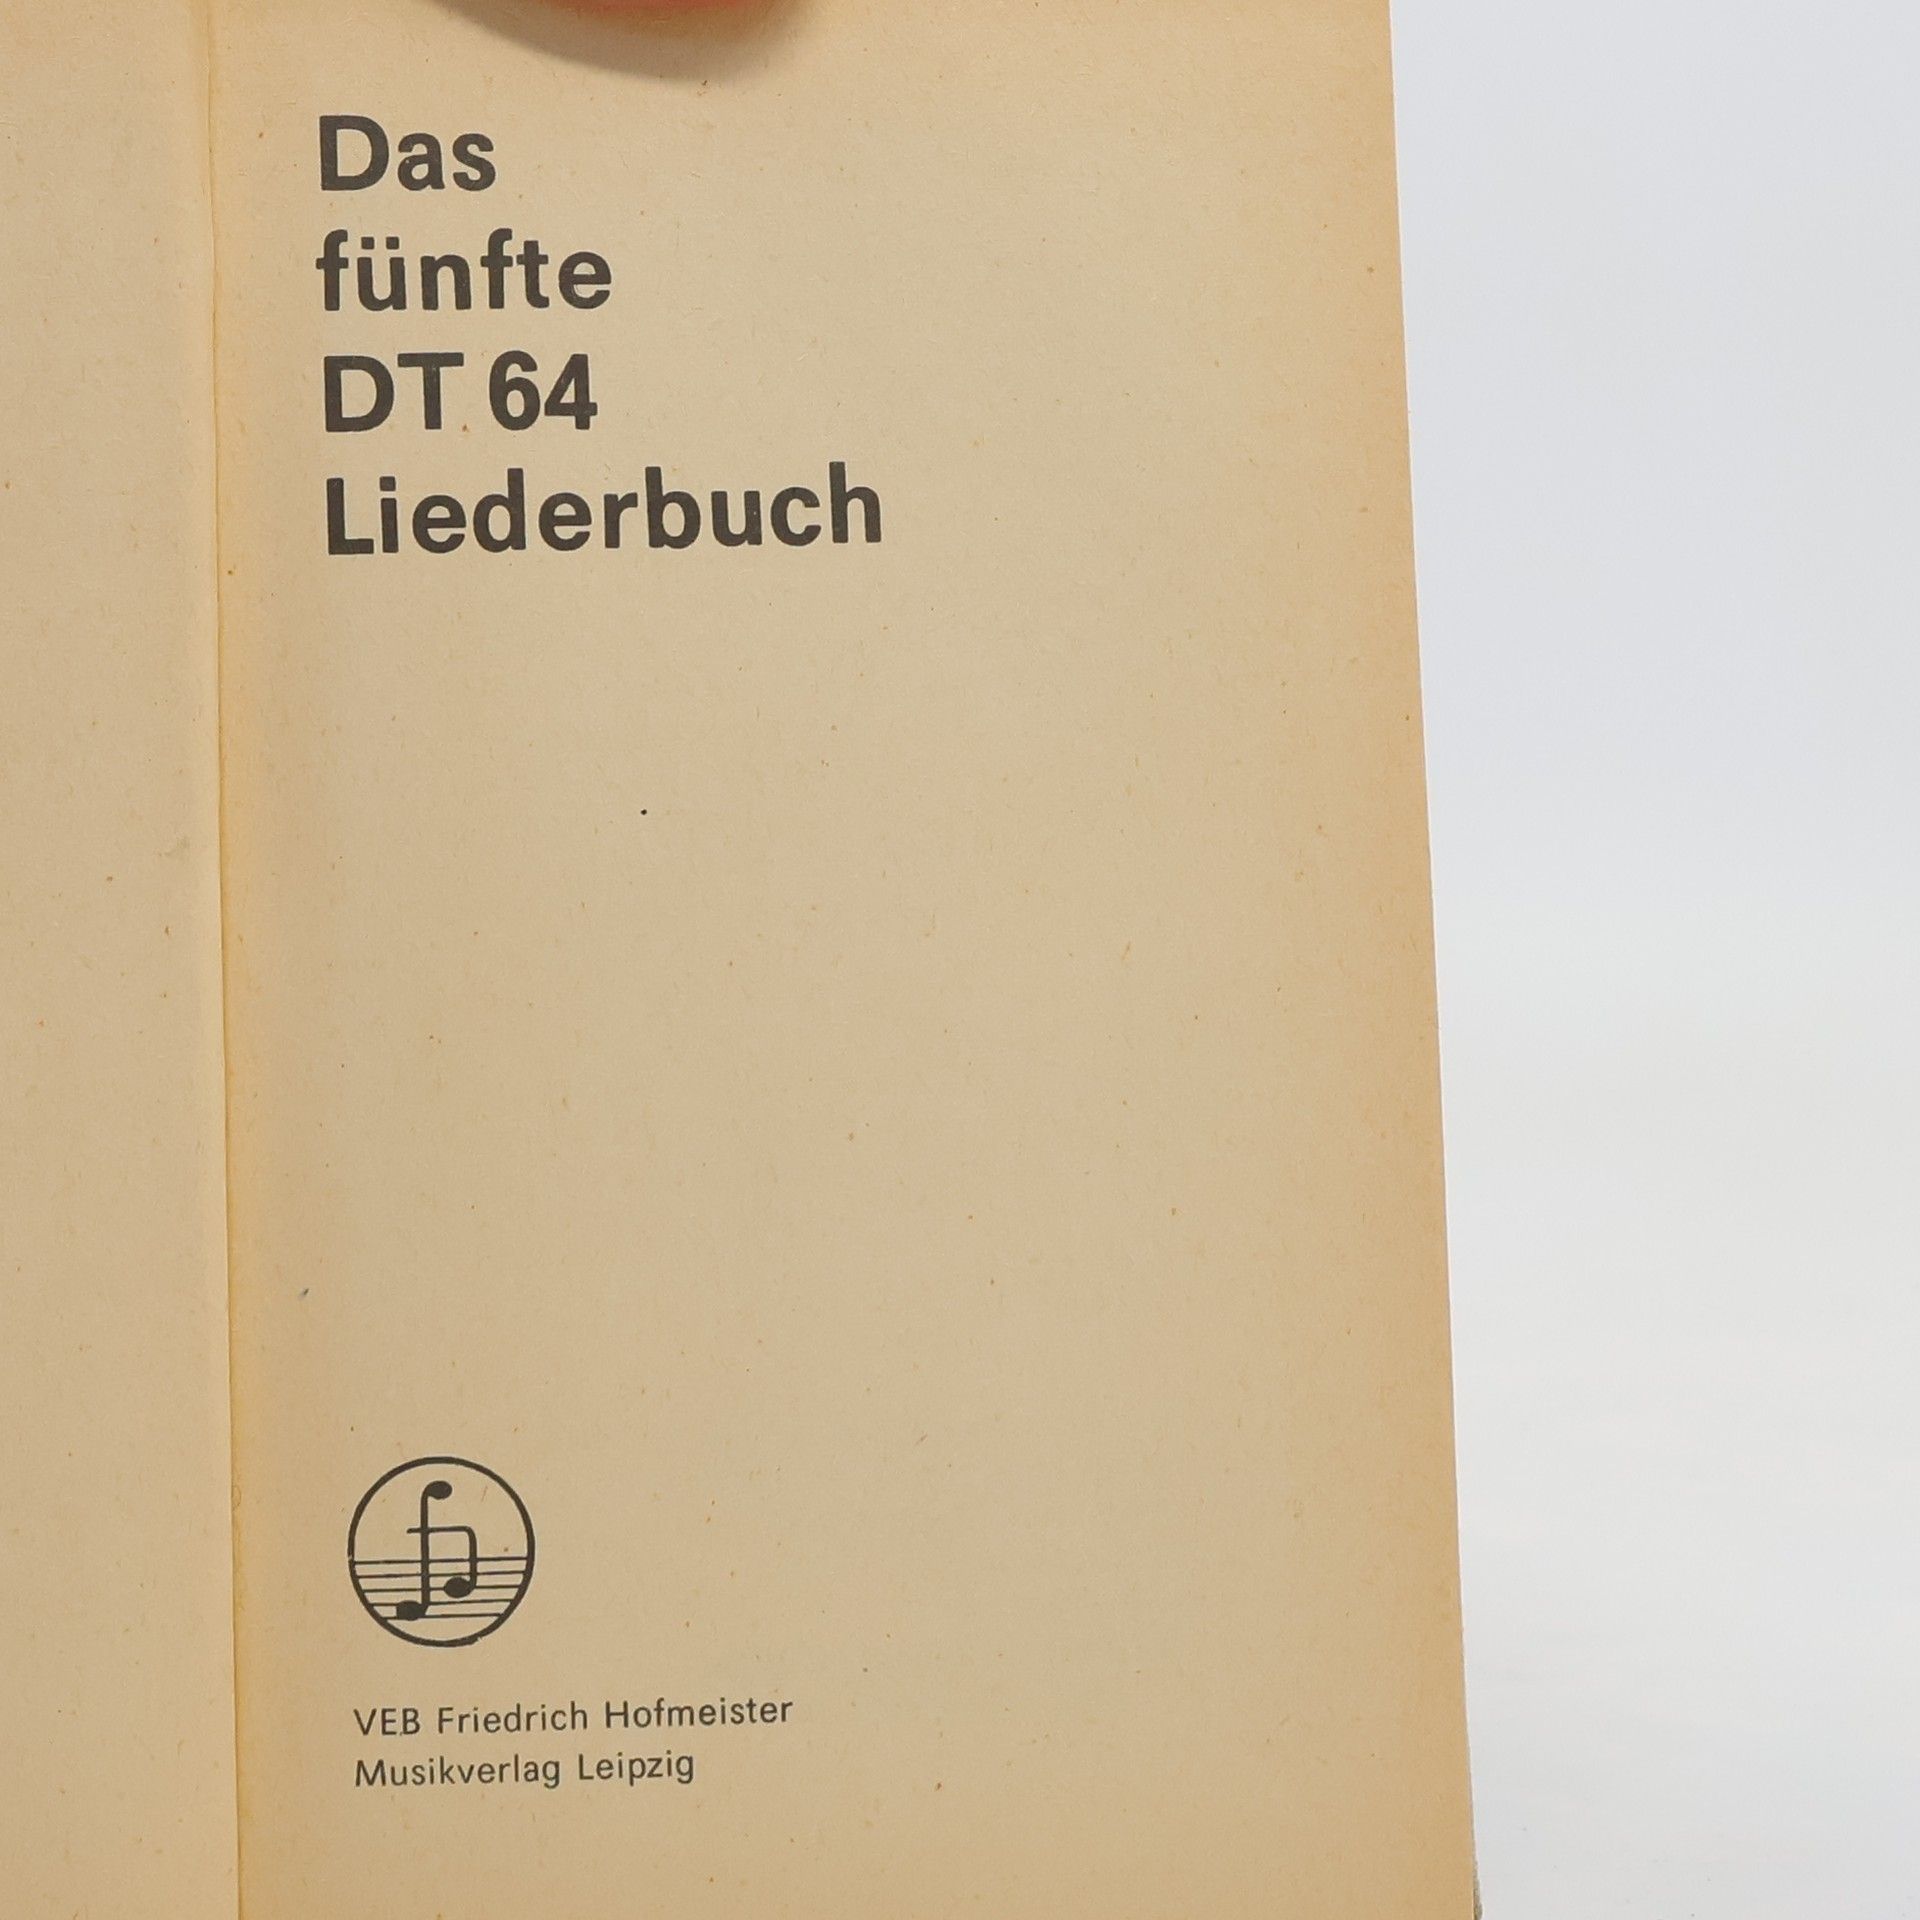 Das
fünfte
DT 64
Liederbuch
VEB Friedrich Hofmeister
Musikverlag Leipzig